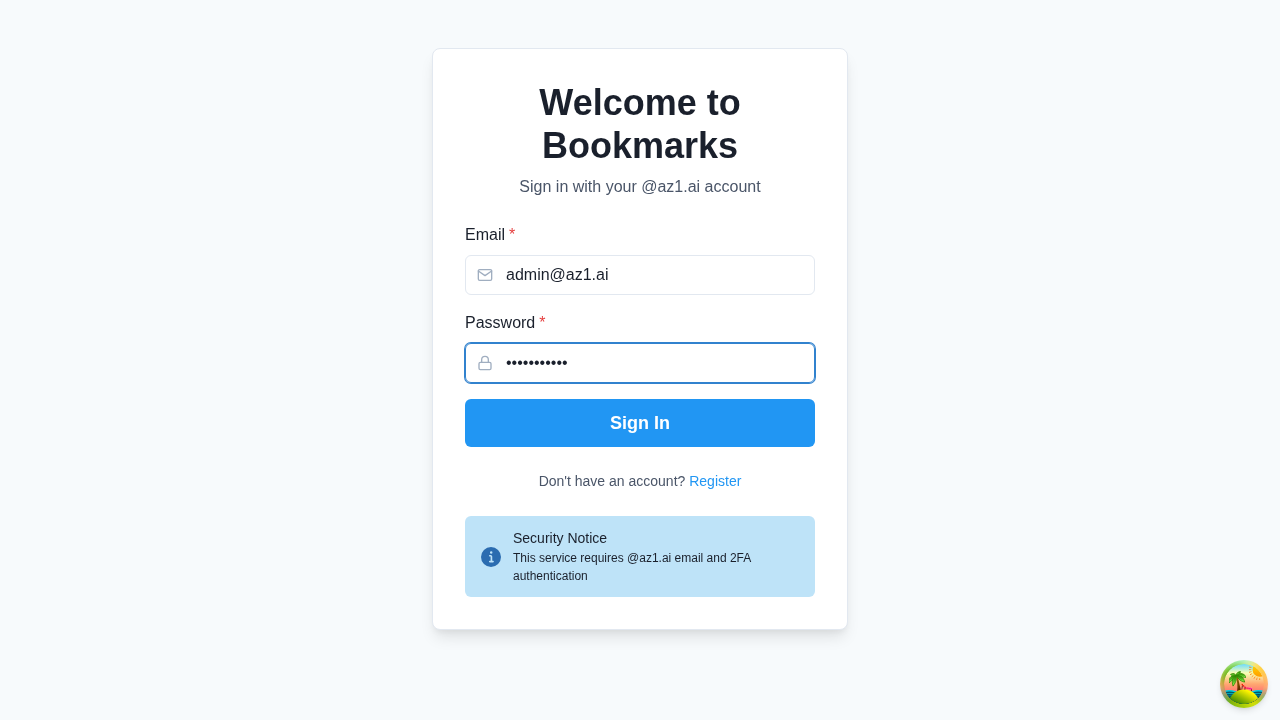 Welcome to
Bookmarks
Sign in with your @az1.ai account
Email *
admin@az1.ai
Password *
•••••••••••
Sign In
Don't have an account? Register
Security Notice
This service requires @az1.ai email and 2FA
authentication